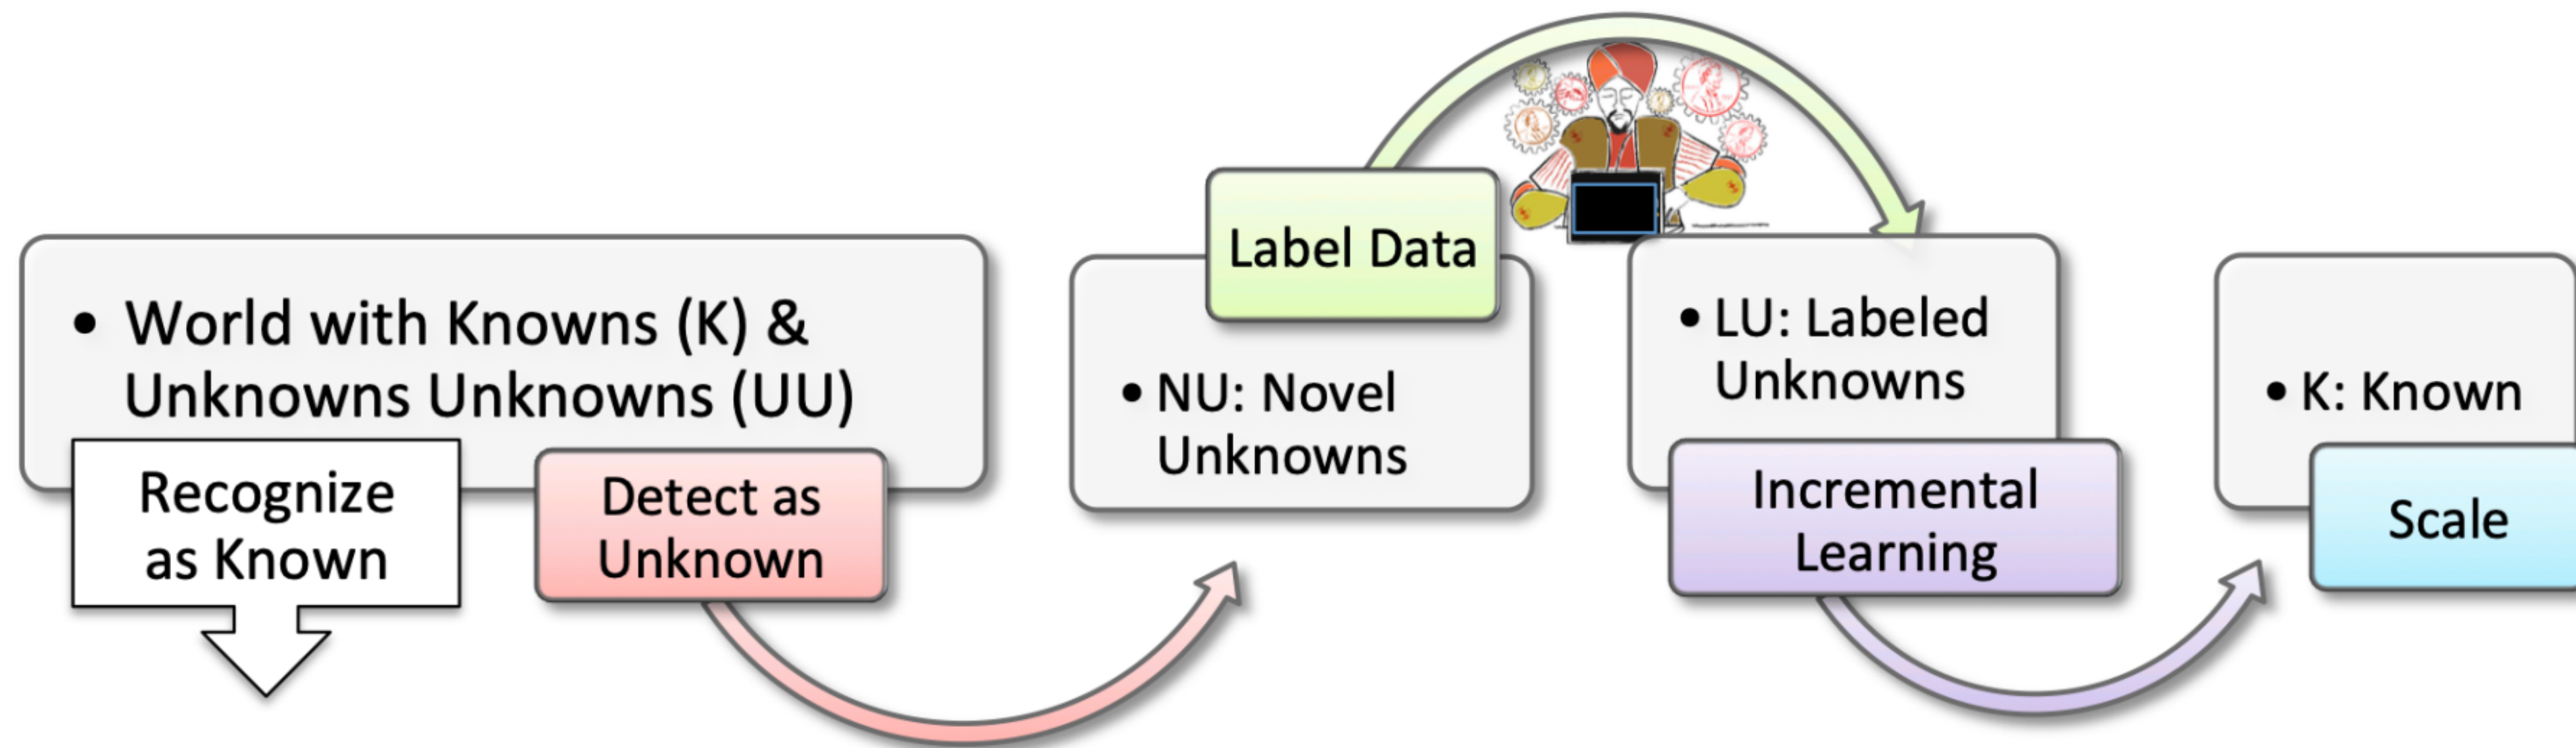 • World with Knowns (K) &
Unknowns Unknowns (UU)
Recognize
as Known
Detect as
Unknown
Label Data
• NU: Novel
Unknowns
• LU: Labeled
Unknowns
Incremental
Learning
• K: Known
Scale